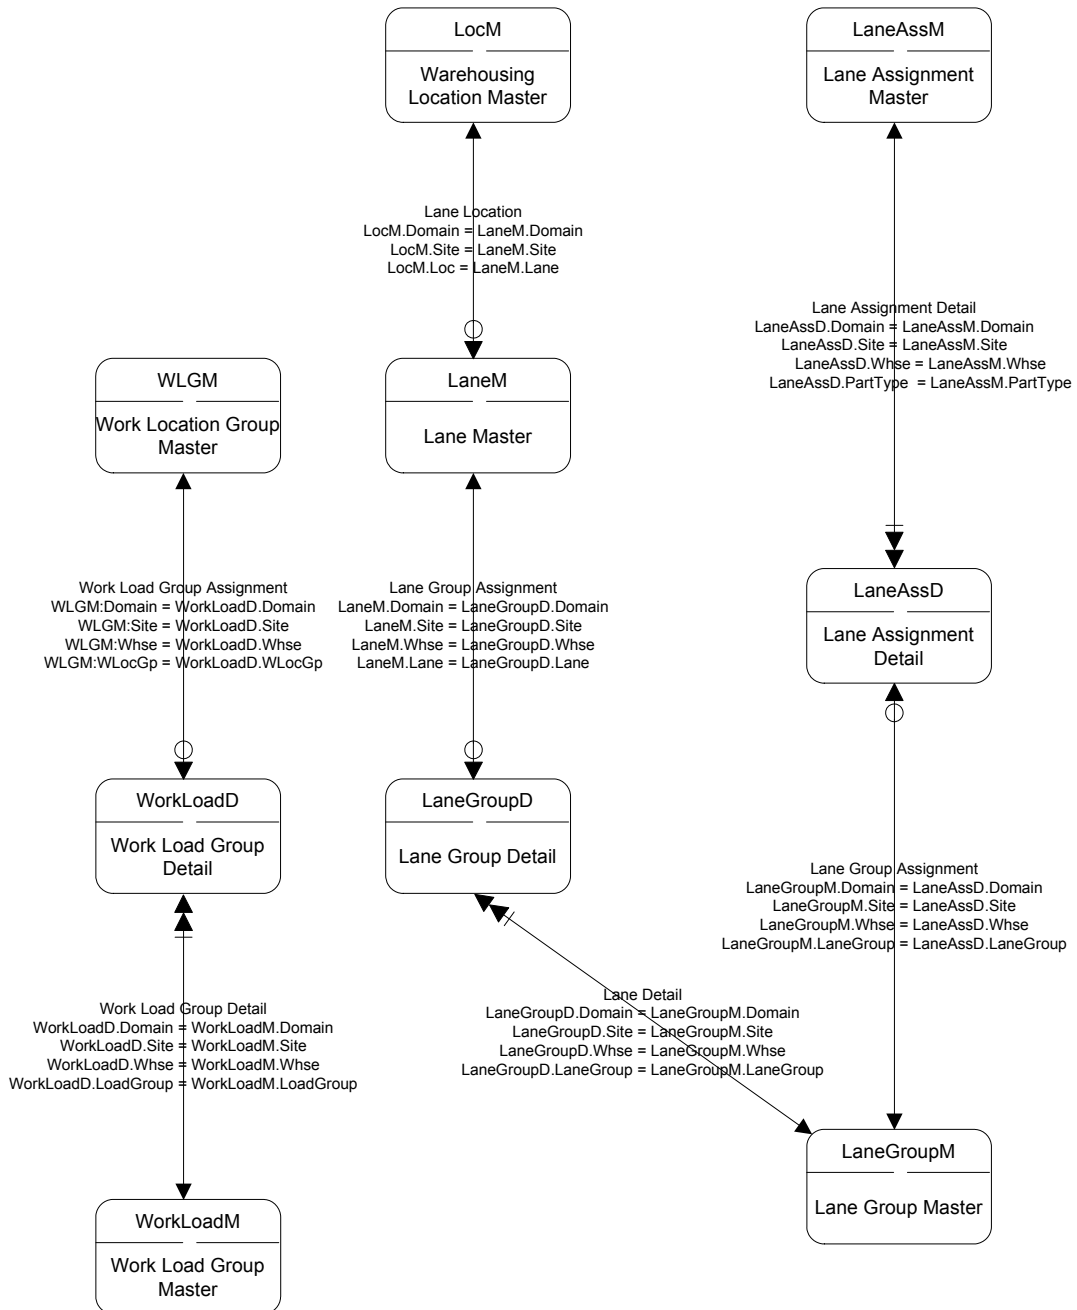 LocM
Warehousing
Location Master
LaneAssM
Lane Assignment
Master
Lane Location
LocM.Domain = LaneM.Domain
LocM.Site = LaneM.Site
LocM.Loc = LaneM.Lane
Lane Assignment Detail
LaneAssD.Domain = LaneAssM.Domain
LaneAssD.Site = LaneAssM.Site
LaneAssD.Whse = LaneAssM.Whse
LaneAssD.PartType = LaneAssM.PartType
WLGM
Work Location Group
Master
LaneM
Lane Master
Work Load Group Assignment
WLGM:Domain = WorkLoadD.Domain
WLGM:Site = WorkLoadD.Site
WLGM:Whse = WorkLoadD.Whse
WLGM:WLocGp = WorkLoadD.WLocGp
Lane Group Assignment
LaneM.Domain = LaneGroupD.Domain
LaneM.Site = LaneGroupD.Site
LaneM.Whse = LaneGroupD.Whse
LaneM.Lane = LaneGroupD.Lane
LaneAssD
Lane Assignment
Detail
WorkLoadD
Work Load Group
Detail
LaneGroupD
Lane Group Detail
Lane Group Assignment
LaneGroupM.Domain = LaneAssD.Domain
LaneGroupM.Site = LaneAssD.Site
LaneGroupM.Whse = LaneAssD.Whse
LaneGroupM.LaneGroup = LaneAssD.LaneGroup
Work Load Group Detail
WorkLoadD.Domain = WorkLoadM.Domain
WorkLoadD.Site = WorkLoadM.Site
WorkLoadD.Whse = WorkLoadM.Whse
WorkLoadD.LoadGroup = WorkLoadM.LoadGroup
Lane Detail
LaneGroupD.Domain = LaneGroupM.Domain
LaneGroupD.Site = LaneGroupM.Site
LaneGroupD.Whse = LaneGroupM.Whse
LaneGroupD.LaneGroup = LaneGroupM.LaneGroup
LaneGroupM
Lane Group Master
WorkLoadM
Work Load Group
Master